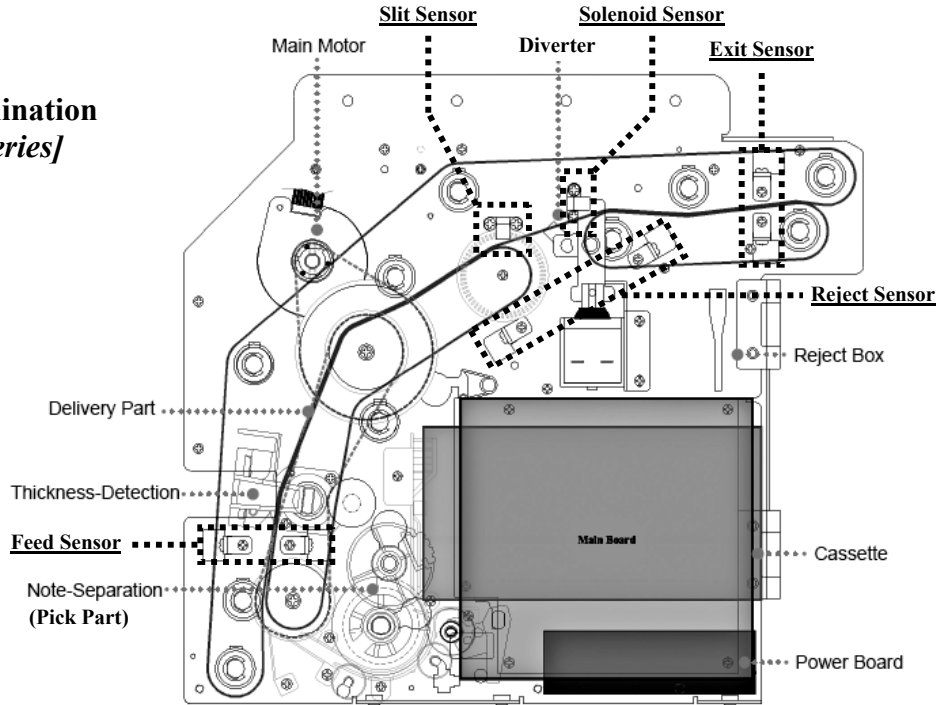 Slit Sensor
Solenoid Sensor
Main Motor
Diverter
Exit Sensor
ination
eries]
Reject Sensor
Reject Box
Delivery Part
Thickness-Detection
Feed Sensor
Main Board
Cassette
Note-Separation
(Pick Part)
Power Board